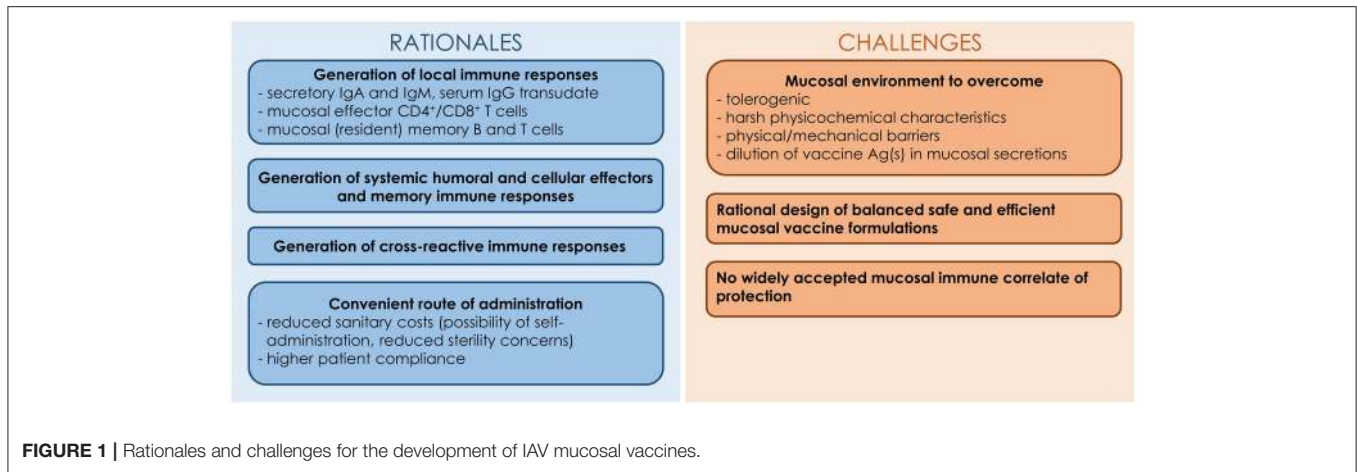 RATIONALES
Generation of local immune responses
- secretory IgA and IgM, serum IgG transudate
- mucosal effector CD4⁺/CD8⁺ T cells
- mucosal (resident) memory B and T cells
Generation of systemic humoral and cellular effectors
and memory immune responses
Generation of cross-reactive immune responses
Convenient route of administration
- reduced sanitary costs (possibility of self-
administration, reduced sterility concerns)
- higher patient compliance
CHALLENGES
Mucosal environment to overcome
- tolerogenic
- harsh physicochemical characteristics
- physical/mechanical barriers
- dilution of vaccine Ag(s) in mucosal secretions
Rational design of balanced safe and efficient
mucosal vaccine formulations
No widely accepted mucosal immune correlate of
protection
FIGURE 1 | Rationales and challenges for the development of IAV mucosal vaccines.